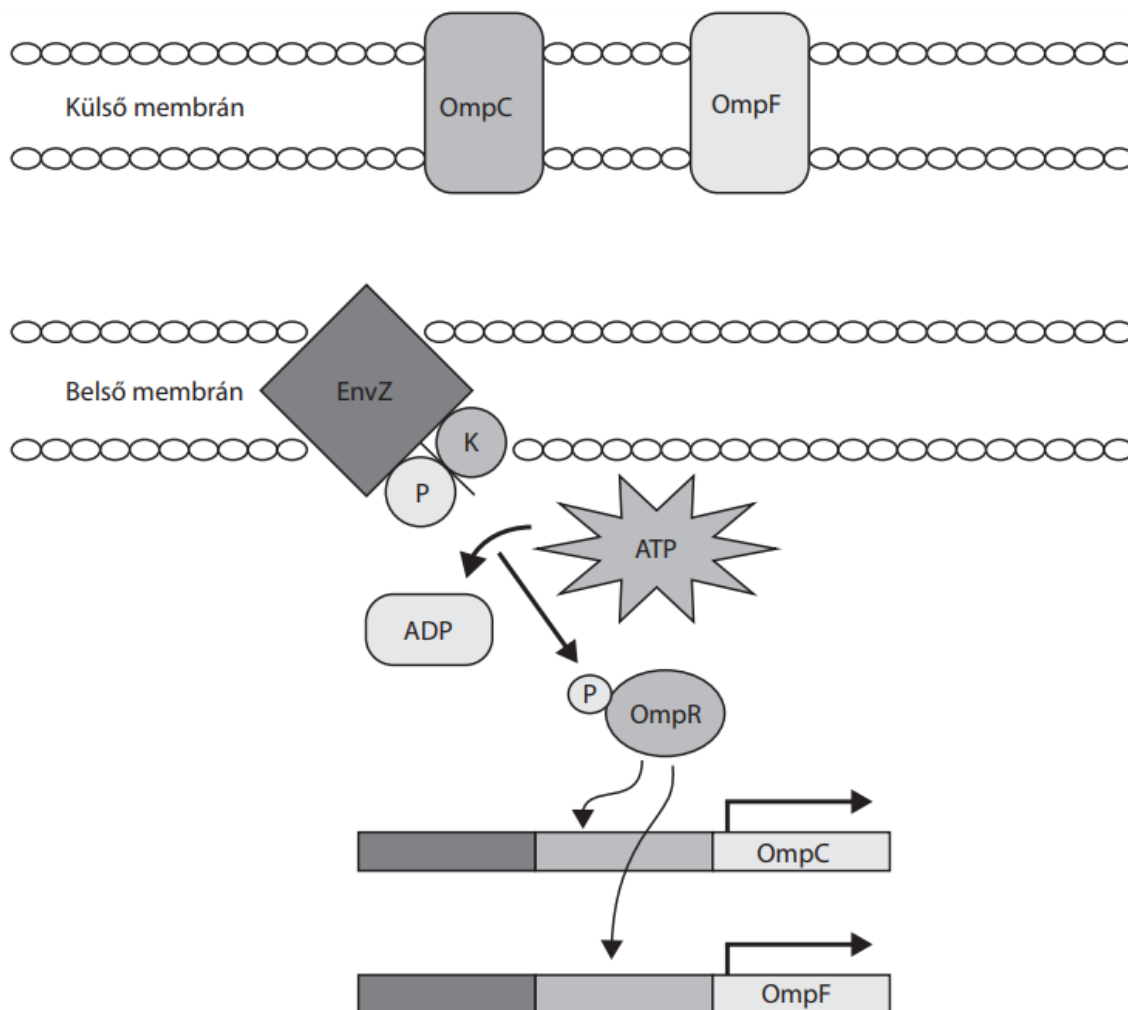 Külső membrán
OmpC
OmpF
Belső membrán
EnvZ
K
P
ATP
ADP
P
OmpR
OmpC
OmpF